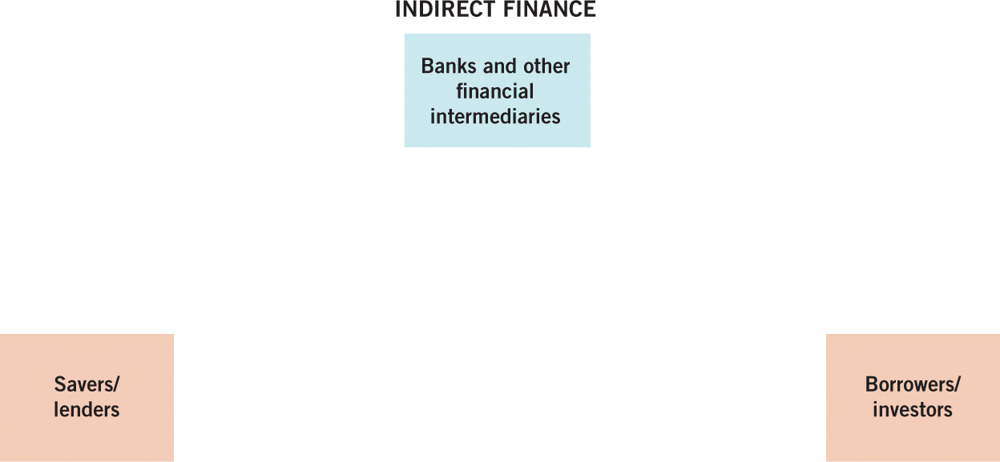 INDIRECT FINANCE
Banks and other
financial
intermediaries
Savers/
lenders
Borrowers/
investors